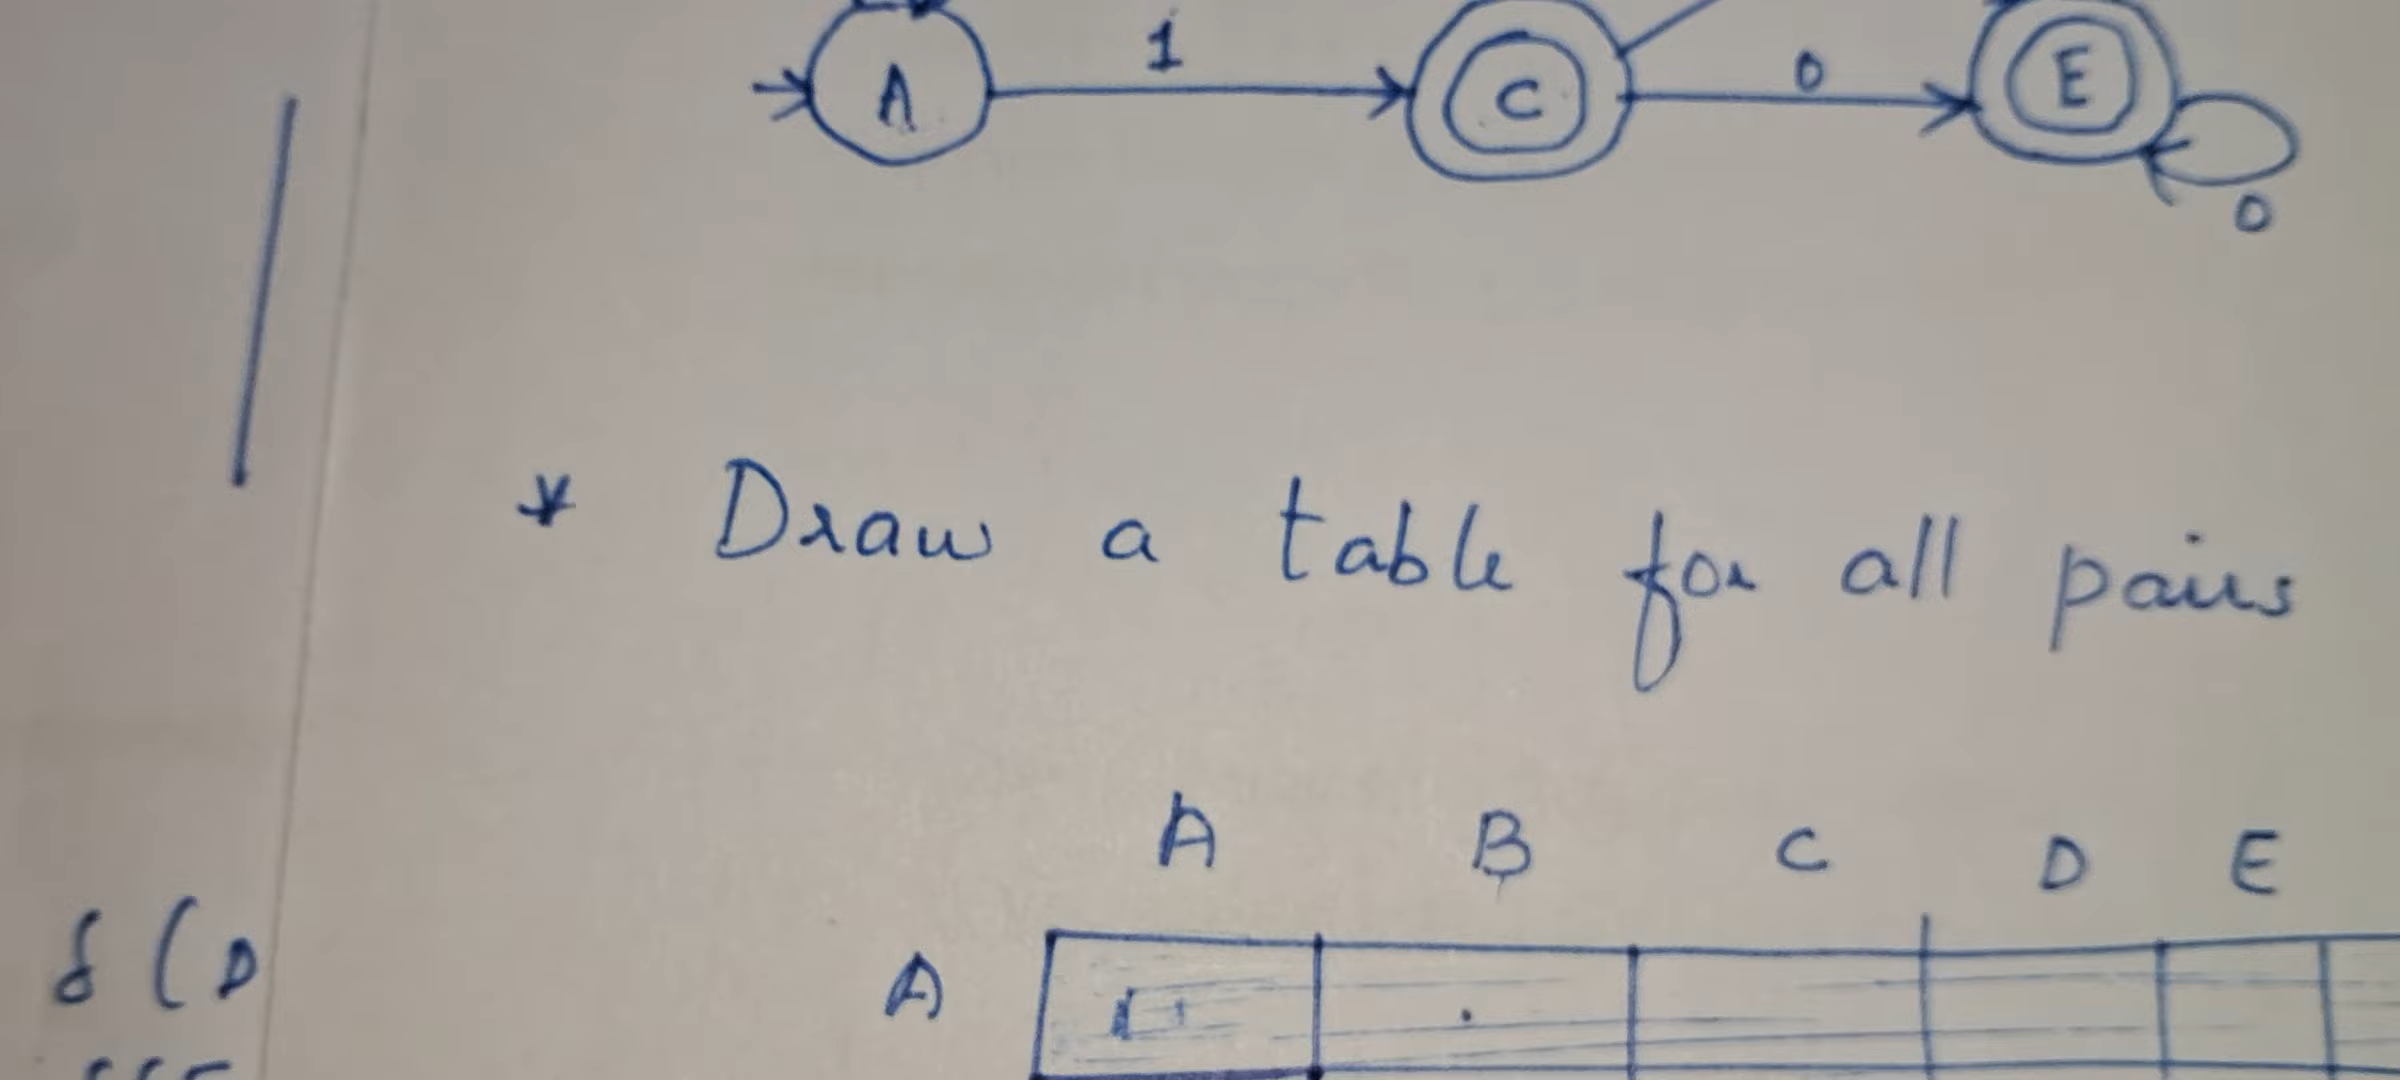 1
A C 0 E
0
* Draw a table for all pairs
A B C D E
A
δ(D